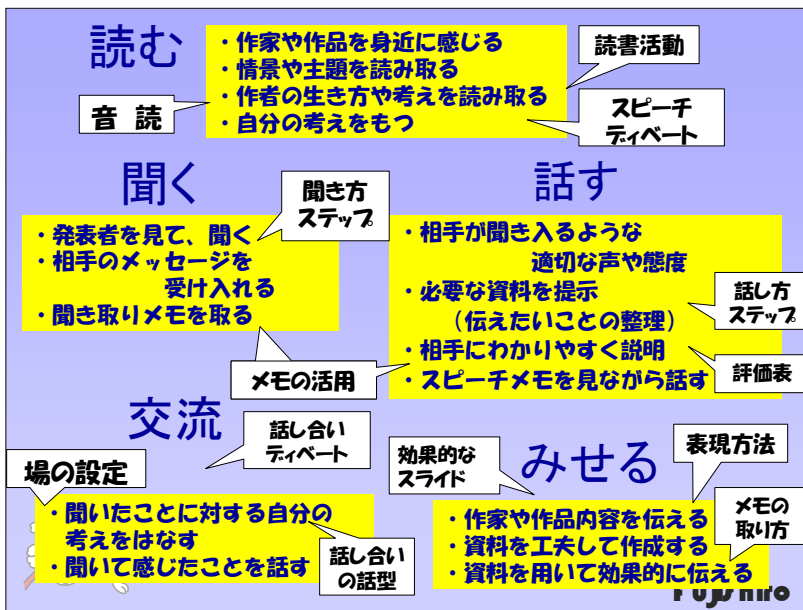 読む
・作家や作品を身近に感じる
・情景や主題を読み取る
・作者の生き方や考えを読み取る
・自分の考えをもつ
読書活動
音 読
スピーチ
ディベート
聞く
聞き方
ステップ
・発表者を見て、聞く
・相手のメッセージを
受け入れる
・聞き取りメモを取る
メモの活用
話す
・相手が聞き入るような
適切な声や態度
・必要な資料を提示
(伝えたいことの整理)
・相手にわかりやすく説明
・スピーチメモを見ながら話す
話し方
ステップ
評価表
交流
話し合い
ディベート
場の設定
・聞いたことに対する自分の
考えをはなす
・聞いて感じたことを話す
話し合い
の話型
みせる
効果的な
スライド
表現方法
・作家や作品内容を伝える
・資料を工夫して作成する
・資料を用いて効果的に伝える
メモの
取り方
Fujishiro